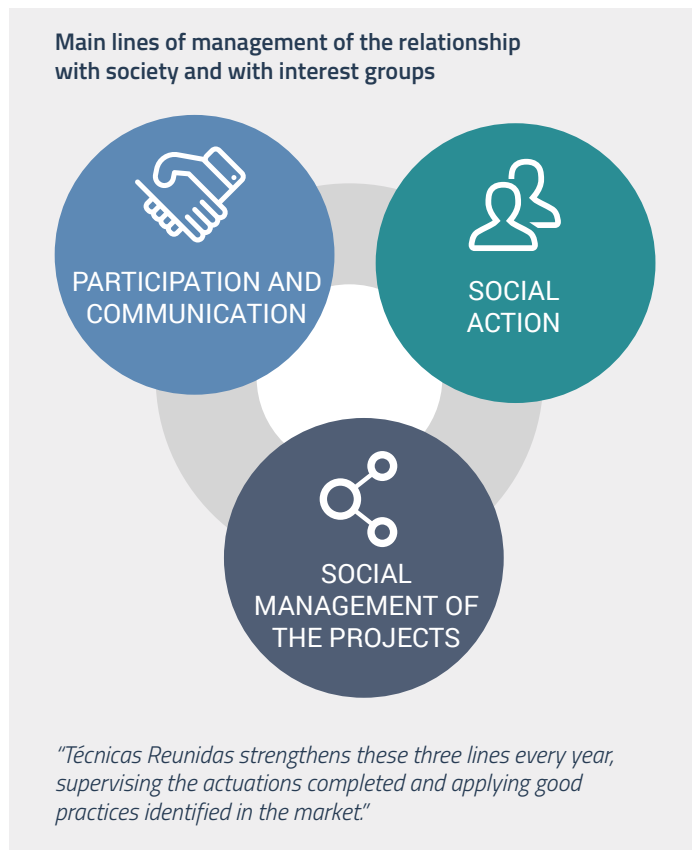 Main lines of management of the relationship
with society and with interest groups
PARTICIPATION AND
COMMUNICATION
SOCIAL
ACTION
SOCIAL
MANAGEMENT OF
THE PROJECTS
“Técnicas Reunidas strengthens these three lines every year,
supervising the actuations completed and applying good
practices identified in the market.”